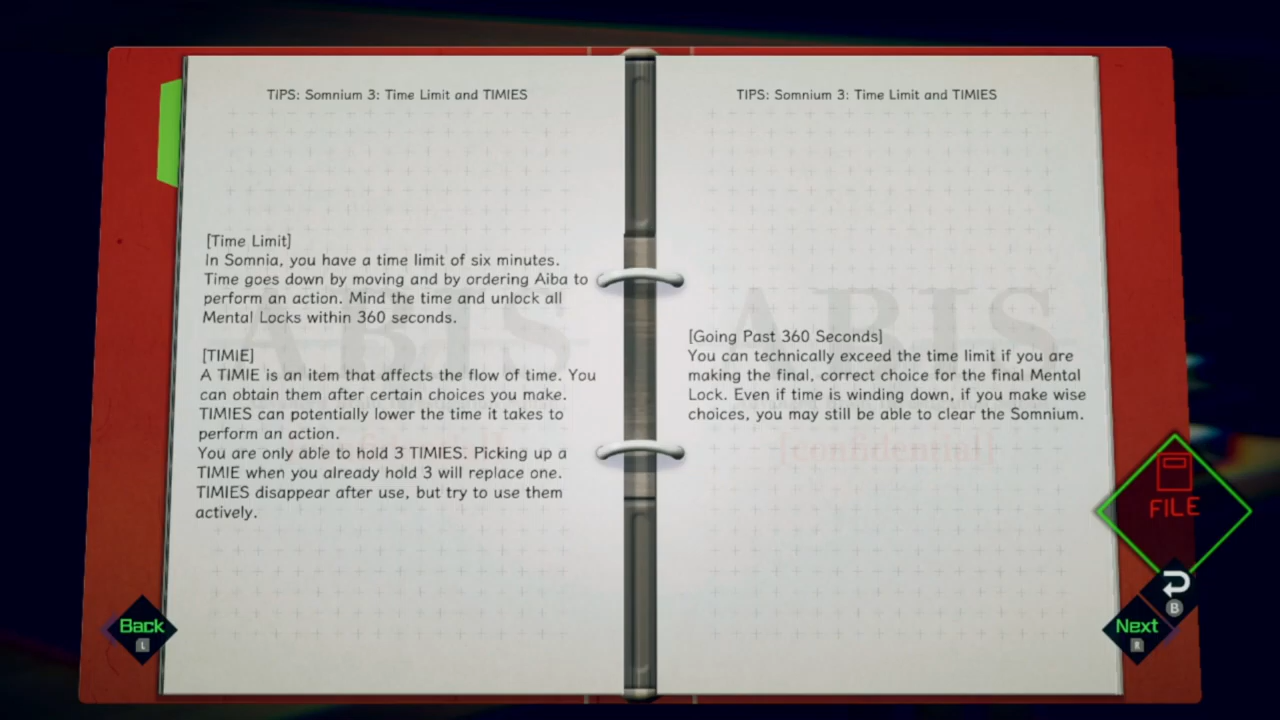 TiPS: Somnium 3: Time Limit and TIMIES
[Time Limit]
In Somnia, you have a time limit of six minutes.
Time goes down by moving and by ordering Aiba to
perform an action. Mind the time and unlock all
Mental Locks within 360 seconds.
[TIMIE]
A TIMIE is an item that affects the flow of time. You
can obtain them after certain choices you make.
TIMIES can potentially lower the time it takes to
perform an action.
You are only able to hold 3 TIMIES. Picking up a
TIMIE when you already hold 3 will replace one.
TIMIES disappear after use, but try to use them
actively.
ABIS
TIPS: Somnium 3: Time Limit and TIMIES
[Going Past 360 Seconds]
You can technically exceed the time limit if you are
making the final, correct choice for the final Mental
Lock. Even if time is winding down, if you make wise
choices, you may still be able to clear the Somnium.
ABIS
[confidential]
FILE
B
Back
L
Next
R